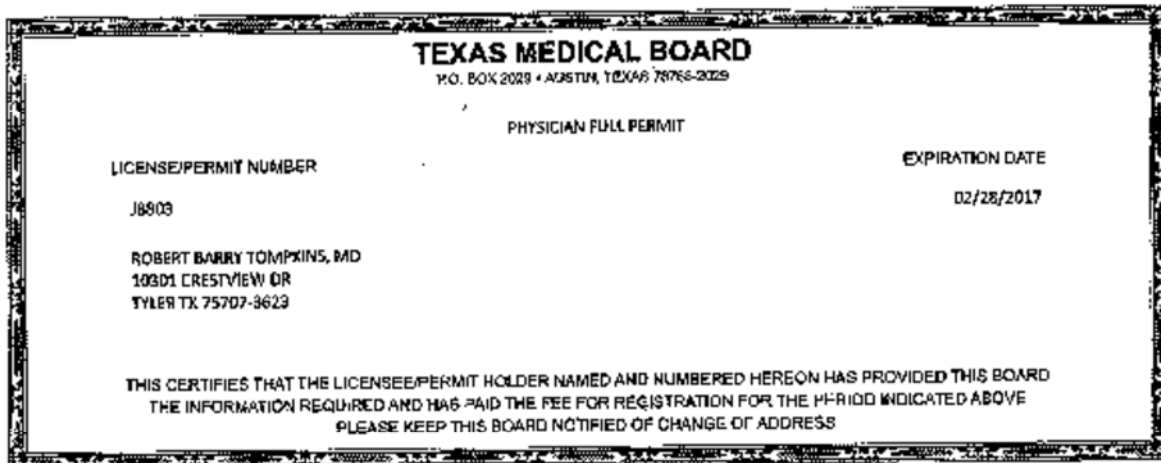 TEXAS MEDICAL BOARD
P.O. BOX 2029 • AUSTIN, TEXAS 78768-2029
PHYSICIAN FULL PERMIT
LICENSE/PERMIT NUMBER
EXPIRATION DATE
J8803
02/28/2017
ROBERT BARRY TOMPKINS, MD
10301 CRESTVIEW DR
TYLER TX 75707-3623
THIS CERTIFIES THAT THE LICENSEE/PERMIT HOLDER NAMED AND NUMBERED HEREON HAS PROVIDED THIS BOARD
THE INFORMATION REQUIRED AND HAS PAID THE FEE FOR REGISTRATION FOR THE PERIOD INDICATED ABOVE
PLEASE KEEP THIS BOARD NOTIFIED OF CHANGE OF ADDRESS